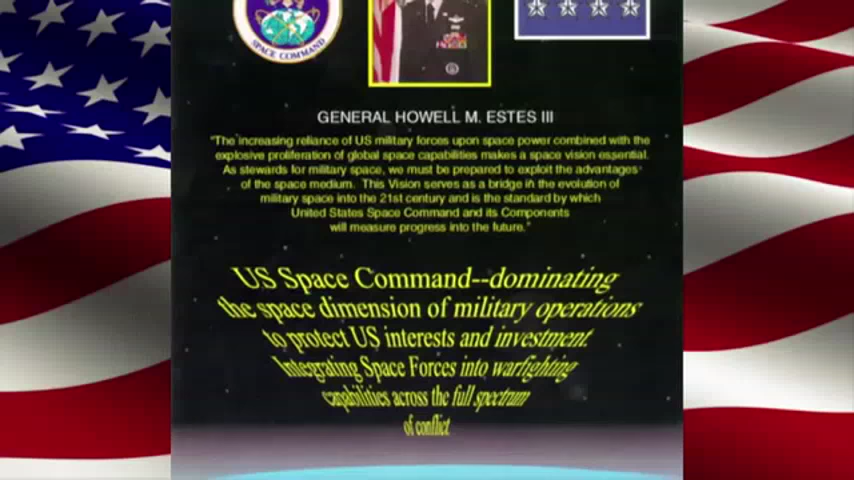 SPACE COMMAND
GENERAL HOWELL M. ESTES III
"The increasing reliance of US military forces upon space power combined with the
explosive proliferation of global space capabilities makes a space vision essential.
As stewards for military space, we must be prepared to exploit the advantages
of the space medium. This Vision serves as a bridge in the evolution of
military space into the 21st century and is the standard by which
United States Space Command and its Components
will measure progress into the future."
US Space Command--dominating
the space dimension of military operations
to protect US interests and investment.
Integrating Space Forces into warfighting
capabilities across the full spectrum
of conflict